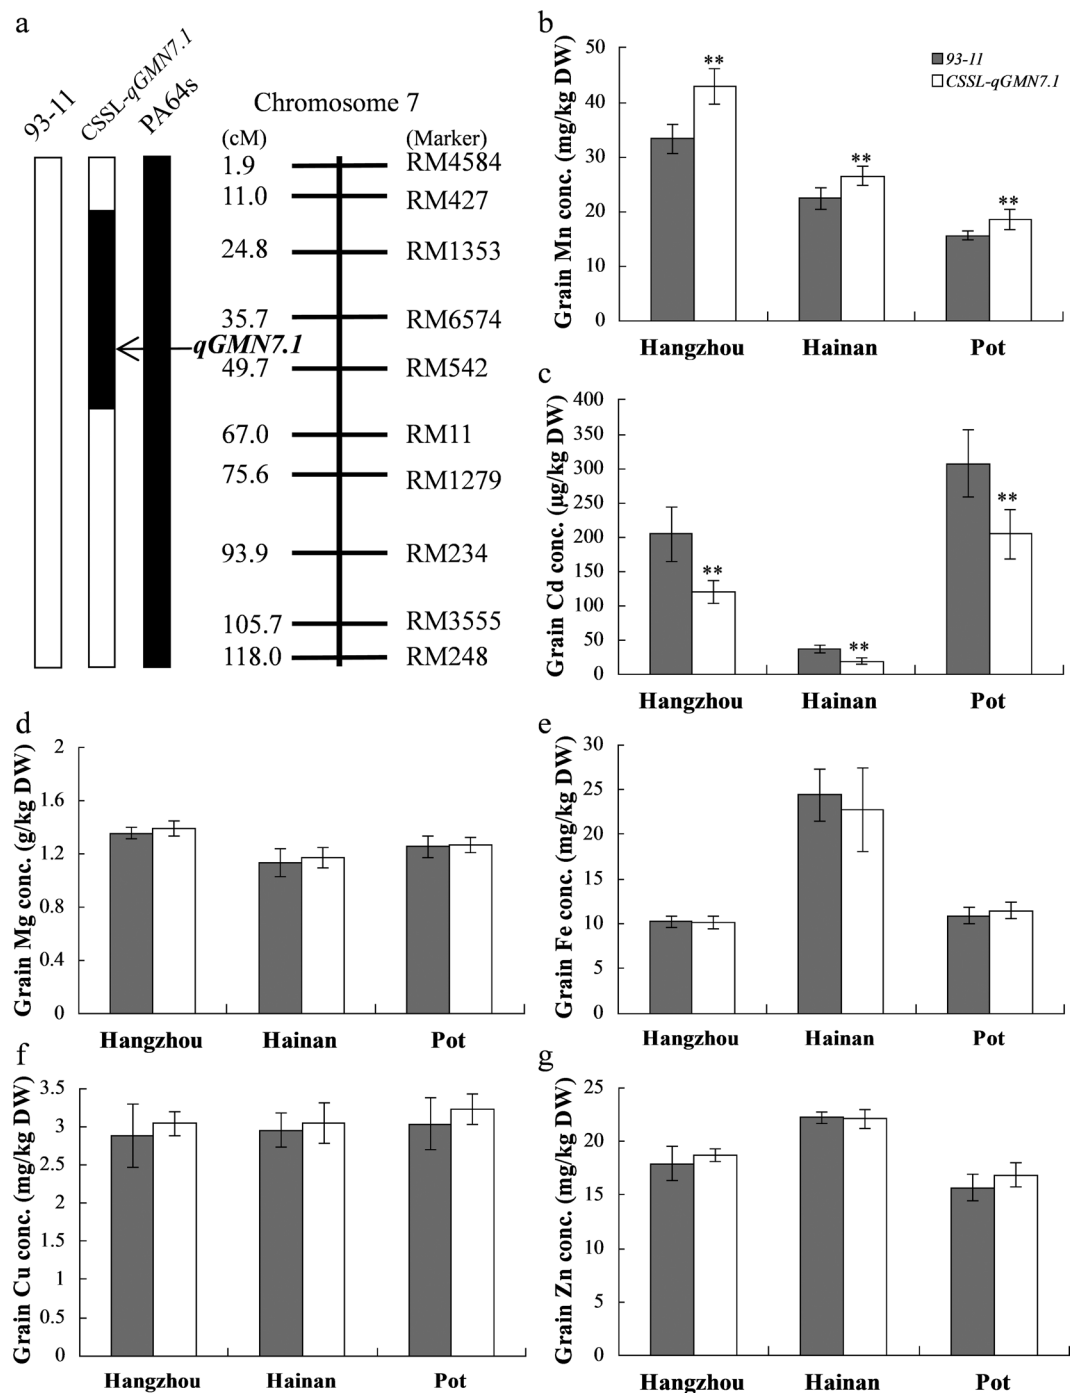 a
93-11
CSSL-qGMN7.1
PA64s
Chromosome 7
(cM) (Marker)
1.9 RM4584
11.0 RM427
24.8 RM1353
35.7 RM6574
qGMN7.1
49.7 RM542
67.0 RM11
75.6 RM1279
93.9 RM234
105.7 RM3555
118.0 RM248
b
Grain Mn conc. (mg/kg DW)
50
40
30
20
10
0
** ** **
93-11
CSSL-qGMN7.1
Hangzhou Hainan Pot
c
Grain Cd conc. (µg/kg DW)
400
350
300
250
200
150
100
50
0
** ** **
Hangzhou Hainan Pot
d
Grain Mg conc. (g/kg DW)
2
1.6
1.2
0.8
0.4
0
Hangzhou Hainan Pot
e
Grain Fe conc. (mg/kg DW)
30
25
20
15
10
5
0
Hangzhou Hainan Pot
f
Grain Cu conc. (mg/kg DW)
3.5
3
2.5
2
1.5
1
0.5
0
Hangzhou Hainan Pot
g
Grain Zn conc. (mg/kg DW)
25
20
15
10
5
0
Hangzhou Hainan Pot